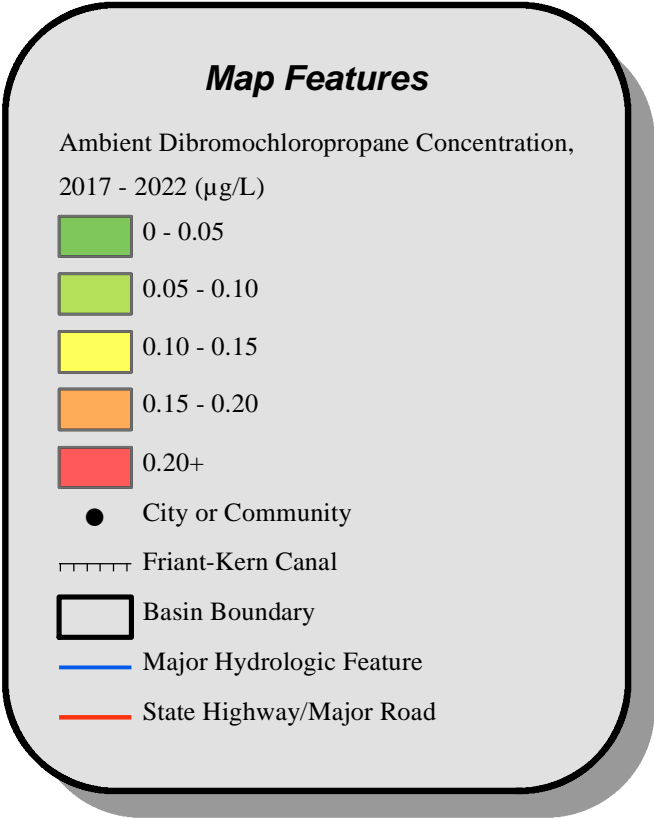 Map Features
Ambient Dibromochloropropane Concentration,
2017 - 2022 (µg/L)
0 - 0.05
0.05 - 0.10
0.10 - 0.15
0.15 - 0.20
0.20+
City or Community
Friant-Kern Canal
Basin Boundary
Major Hydrologic Feature
State Highway/Major Road